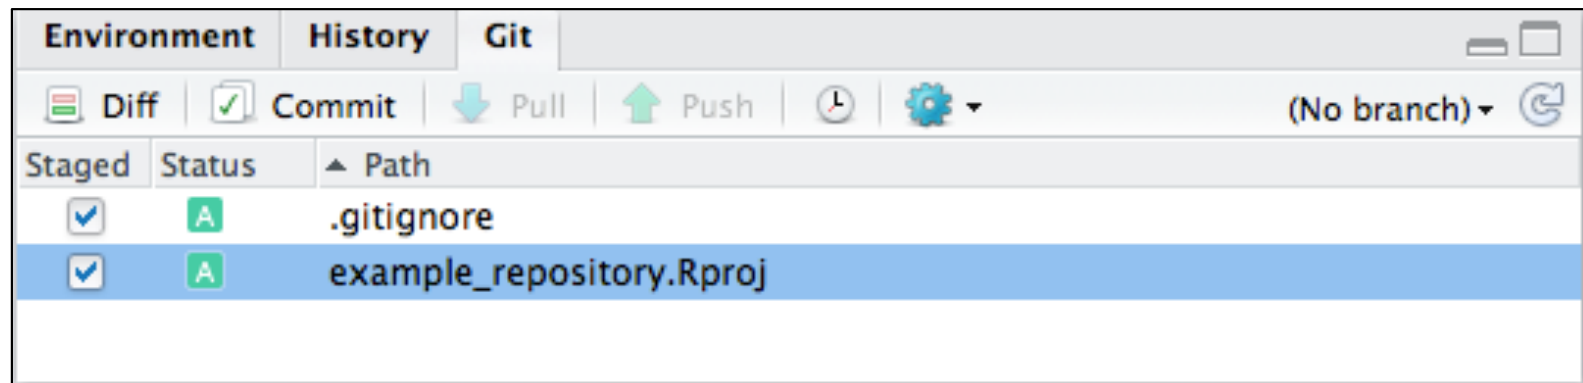 Environment History Git
Diff Commit Pull Push (No branch)
Staged Status Path
A .gitignore
A example_repository.Rproj